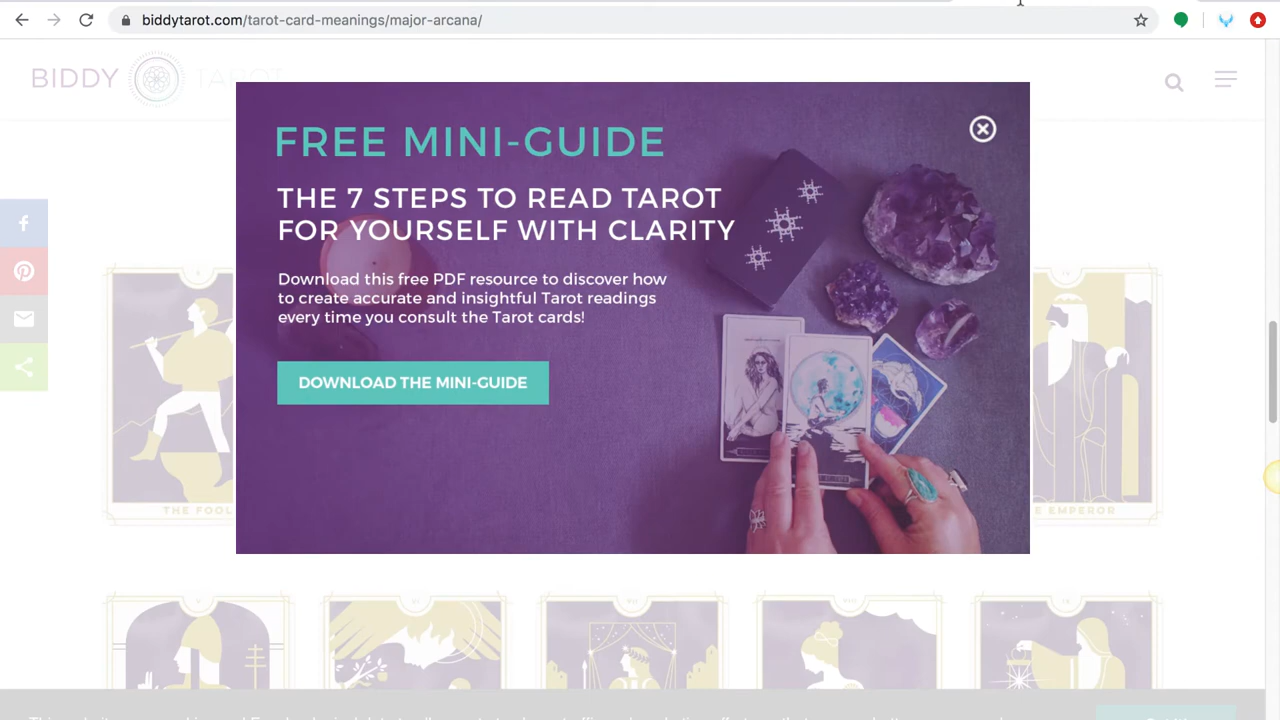 biddytarot.com/tarot-card-meanings/major-arcana/
BIDDY TAROT
FREE MINI-GUIDE
THE 7 STEPS TO READ TAROT
FOR YOURSELF WITH CLARITY
Download this free PDF resource to discover how
to create accurate and insightful Tarot readings
every time you consult the Tarot cards!
DOWNLOAD THE MINI-GUIDE
THE FOOL
E EMPEROR